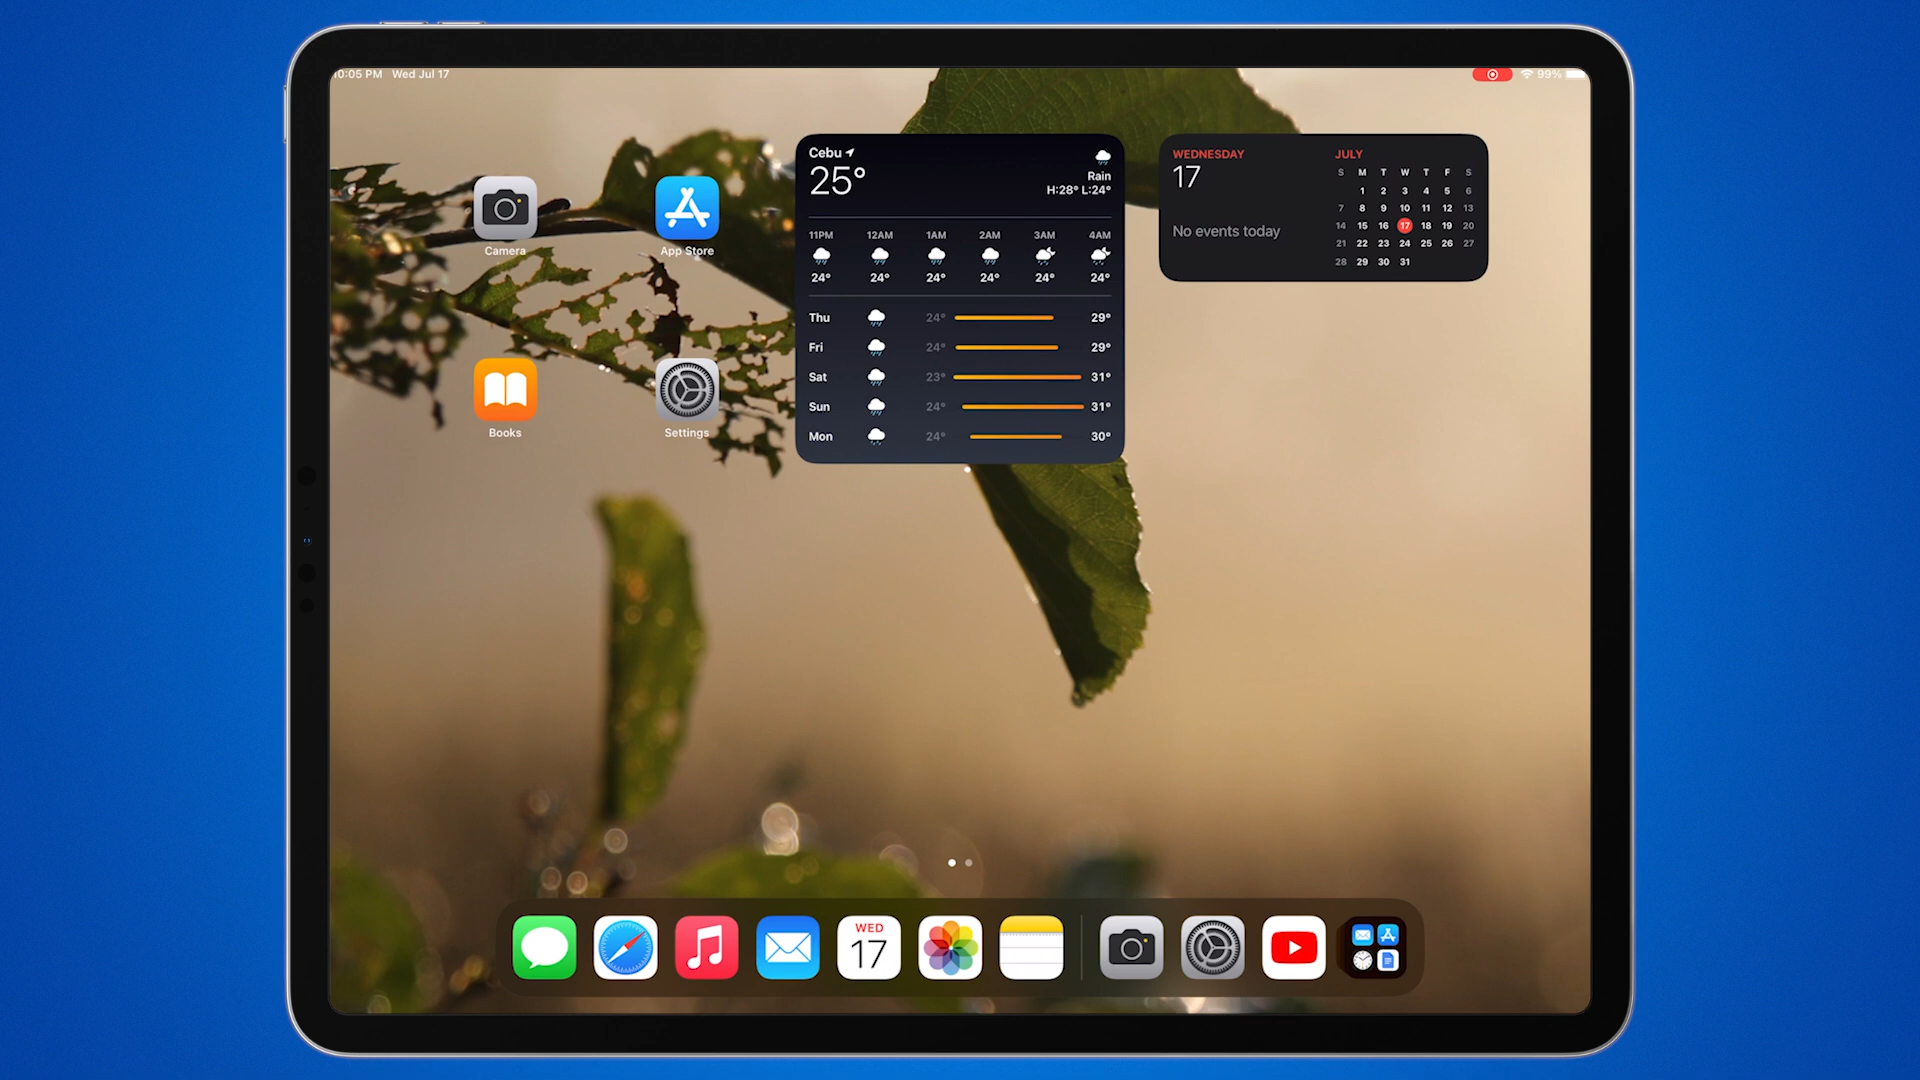 0:05 PM Wed Jul 17
99%
Camera
App Store
Books
Settings
Cebu
25°
Rain
H:28° L:24°
11PM 12AM 1AM 2AM 3AM 4AM
24° 24° 24° 24° 24° 24°
Thu 24° 29°
Fri 24° 29°
Sat 23° 31°
Sun 24° 31°
Mon 24° 30°
WEDNESDAY
17
No events today
JULY
S M T W T F S
1 2 3 4 5 6
7 8 9 10 11 12 13
14 15 16 17 18 19 20
21 22 23 24 25 26 27
28 29 30 31
WED
17